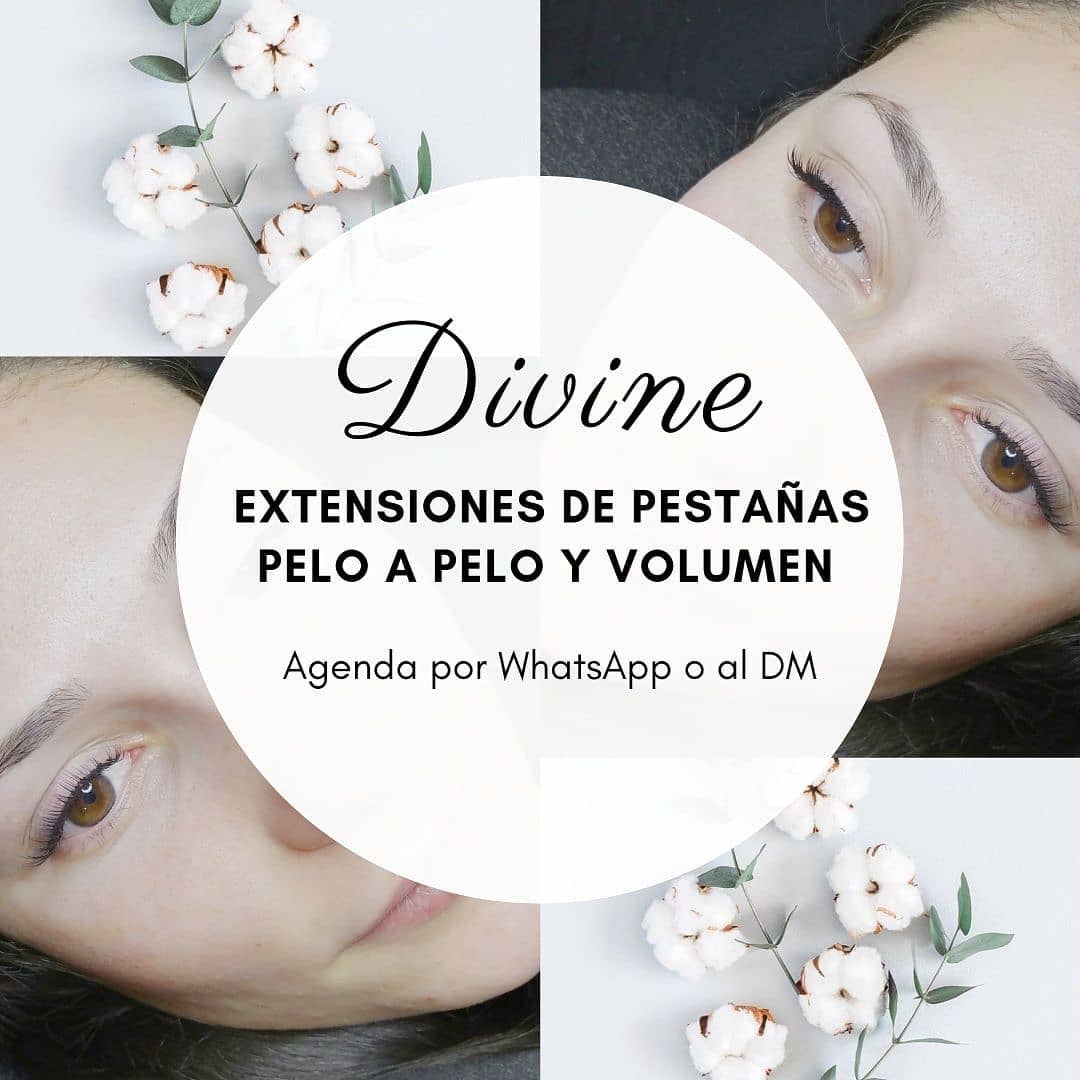 Divine
EXTENSIONES DE PESTAÑAS
PELO A PELO Y VOLUMEN
Agenda por WhatsApp o al DM